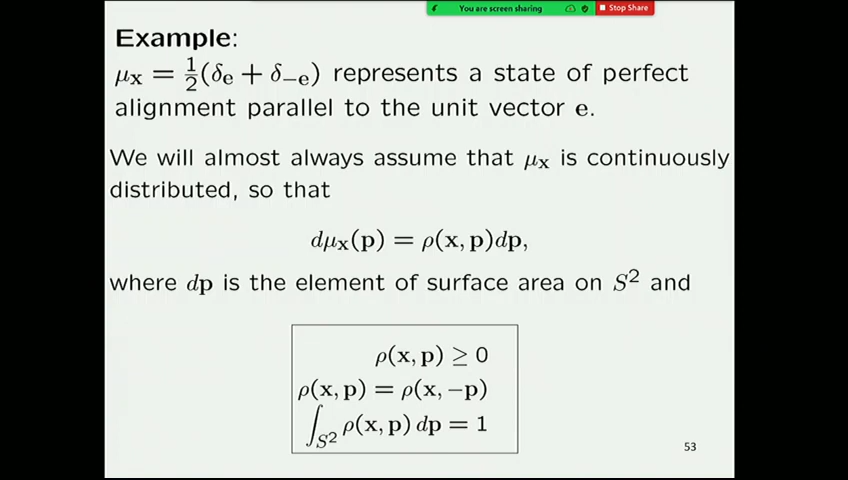 You are screen sharing
Stop Share
Example:
μ_x = 1/2(δ_e + δ_−e) represents a state of perfect
alignment parallel to the unit vector e.
We will almost always assume that μ_x is continuously
distributed, so that
dμ_x(p) = ρ(x, p)dp,
where dp is the element of surface area on S² and
ρ(x, p) ≥ 0
ρ(x, p) = ρ(x, −p)
∫_S² ρ(x, p) dp = 1
53